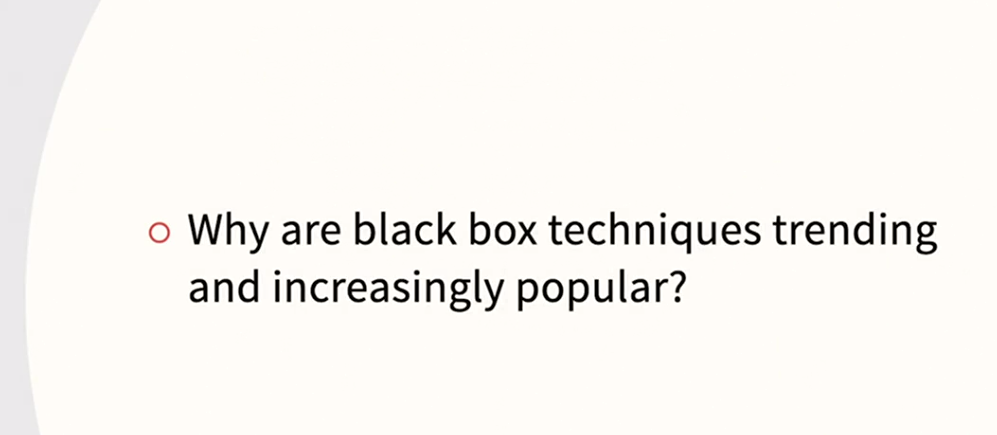 Why are black box techniques trending
and increasingly popular?